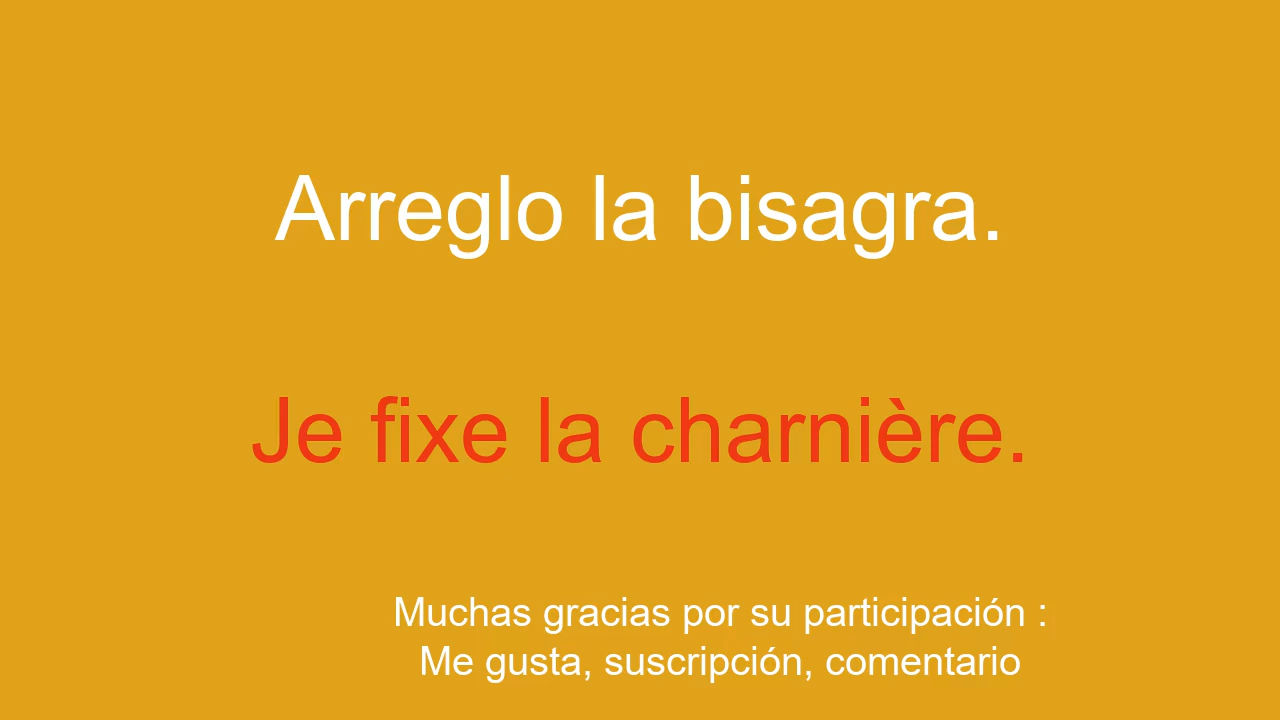 Arreglo la bisagra.
Je fixe la charnière.
Muchas gracias por su participación :
Me gusta, suscripción, comentario